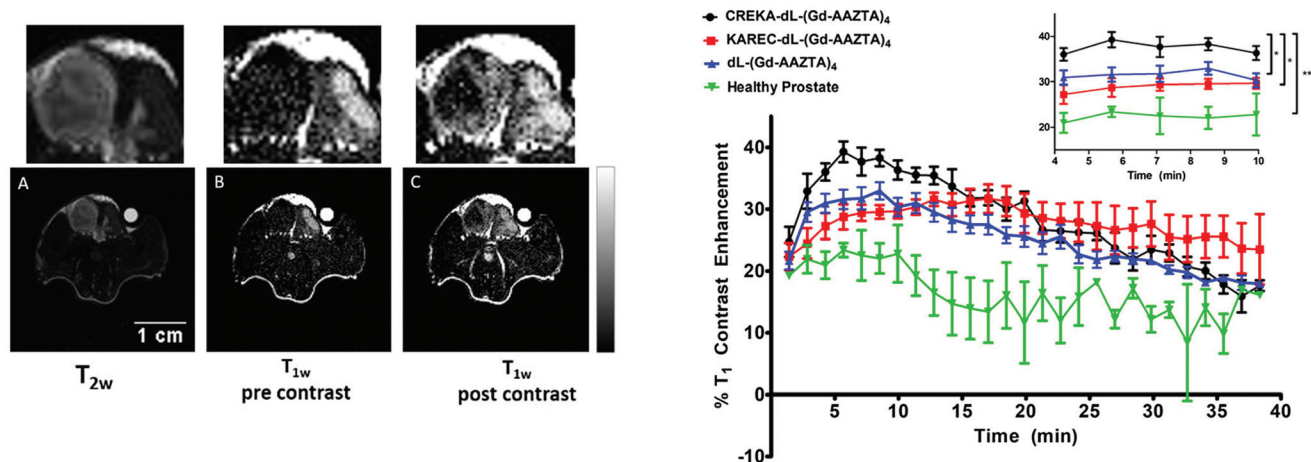 A
B
C
1 cm
T2w
T1w
pre contrast
T1w
post contrast
CREKA-dL-(Gd-AAZTA)4
KAREC-dL-(Gd-AAZTA)4
dL-(Gd-AAZTA)4
Healthy Prostate
40
30
20
4
5
6
7
8
9
10
Time (min)
*
*
**
% T1 Contrast Enhancement
40
30
20
10
0
-10
5
10
15
20
25
30
35
40
Time (min)